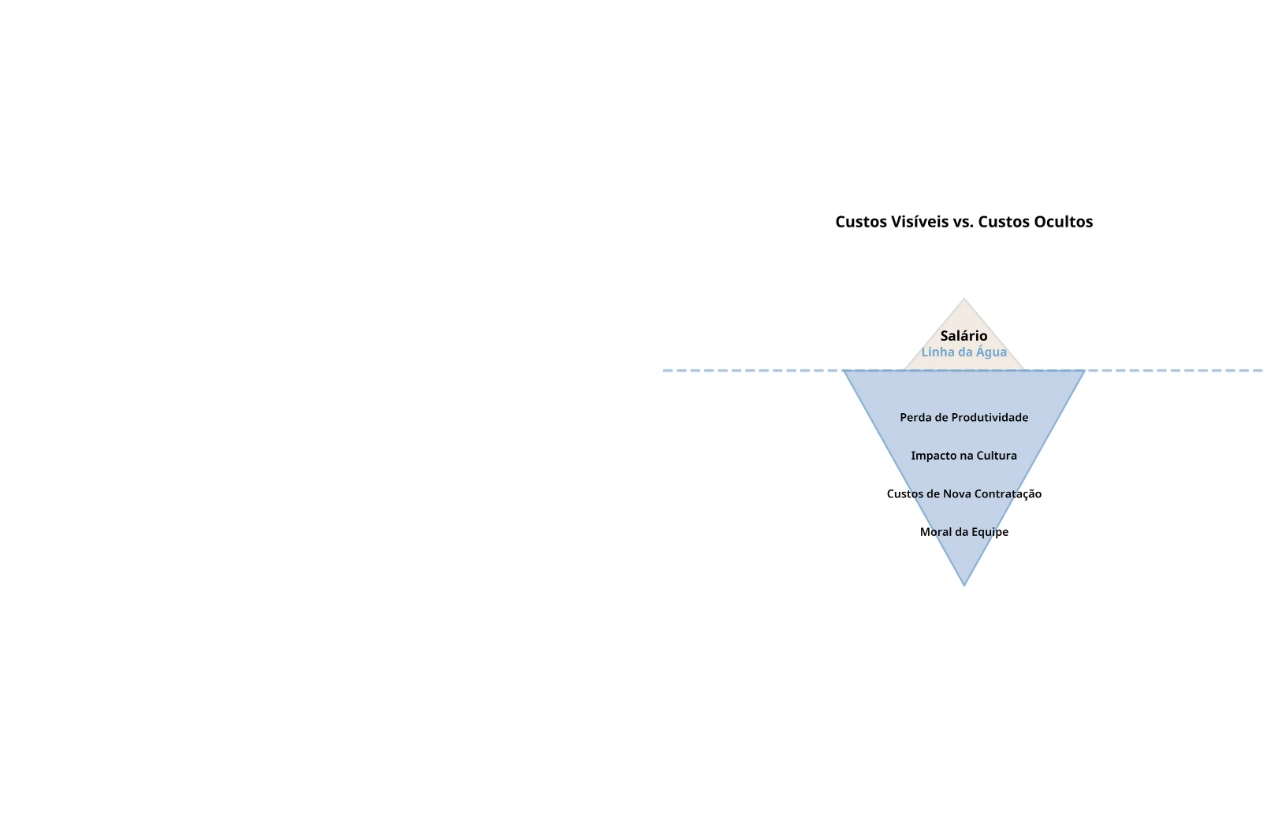 Custos Visíveis vs. Custos Ocultos
Salário
Linha da Água
Perda de Produtividade
Impacto na Cultura
Custos de Nova Contratação
Moral da Equipe